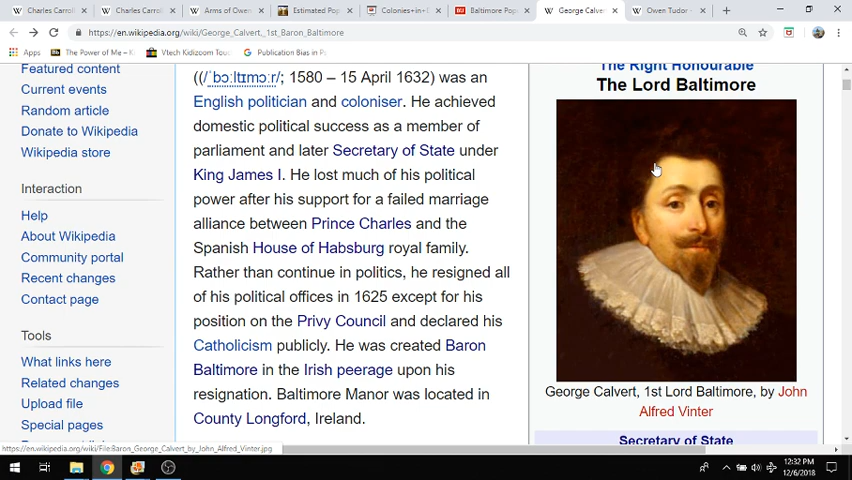 Charles Carroll
Charles Carroll
Arms of Owen
Estimated Pop
Colonies+in+
Baltimore Pop
George Calver
Owen Tudor -
https://en.wikipedia.org/wiki/George_Calvert,_1st_Baron_Baltimore
Apps
The Power of Me –
Vtech Kidizoom Tou
Publication Bias in P
Featured content
Current events
Random article
Donate to Wikipedia
Wikipedia store
Interaction
Help
About Wikipedia
Community portal
Recent changes
Contact page
Tools
What links here
Related changes
Upload file
Special pages
((/ˈbɔːltɪmɔːr/; 1580 – 15 April 1632) was an
English politician and coloniser. He achieved
domestic political success as a member of
parliament and later Secretary of State under
King James I. He lost much of his political
power after his support for a failed marriage
alliance between Prince Charles and the
Spanish House of Habsburg royal family.
Rather than continue in politics, he resigned all
of his political offices in 1625 except for his
position on the Privy Council and declared his
Catholicism publicly. He was created Baron
Baltimore in the Irish peerage upon his
resignation. Baltimore Manor was located in
County Longford, Ireland.
The Right Honourable
The Lord Baltimore
George Calvert, 1st Lord Baltimore, by John
Alfred Vinter
Secretary of State
https://en.wikipedia.org/wiki/File:Baron_George_Calvert_by_John_Alfred_Vinter.jpg
12:32 PM
12/6/2018